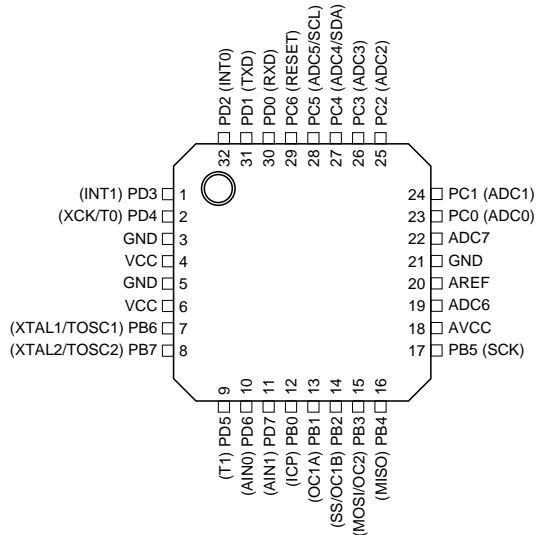 PD2 (INT0)
PD1 (TXD)
PD0 (RXD)
PC6 (RESET)
PC5 (ADC5/SCL)
PC4 (ADC4/SDA)
PC3 (ADC3)
PC2 (ADC2)
32
31
30
29
28
27
26
25
(INT1) PD3 1
(XCK/T0) PD4 2
GND 3
VCC 4
GND 5
VCC 6
(XTAL1/TOSC1) PB6 7
(XTAL2/TOSC2) PB7 8
24 PC1 (ADC1)
23 PC0 (ADC0)
22 ADC7
21 GND
20 AREF
19 ADC6
18 AVCC
17 PB5 (SCK)
9
10
11
12
13
14
15
16
(T1) PD5
(AIN0) PD6
(AIN1) PD7
(ICP) PB0
(OC1A) PB1
(SS/OC1B) PB2
(MOSI/OC2) PB3
(MISO) PB4